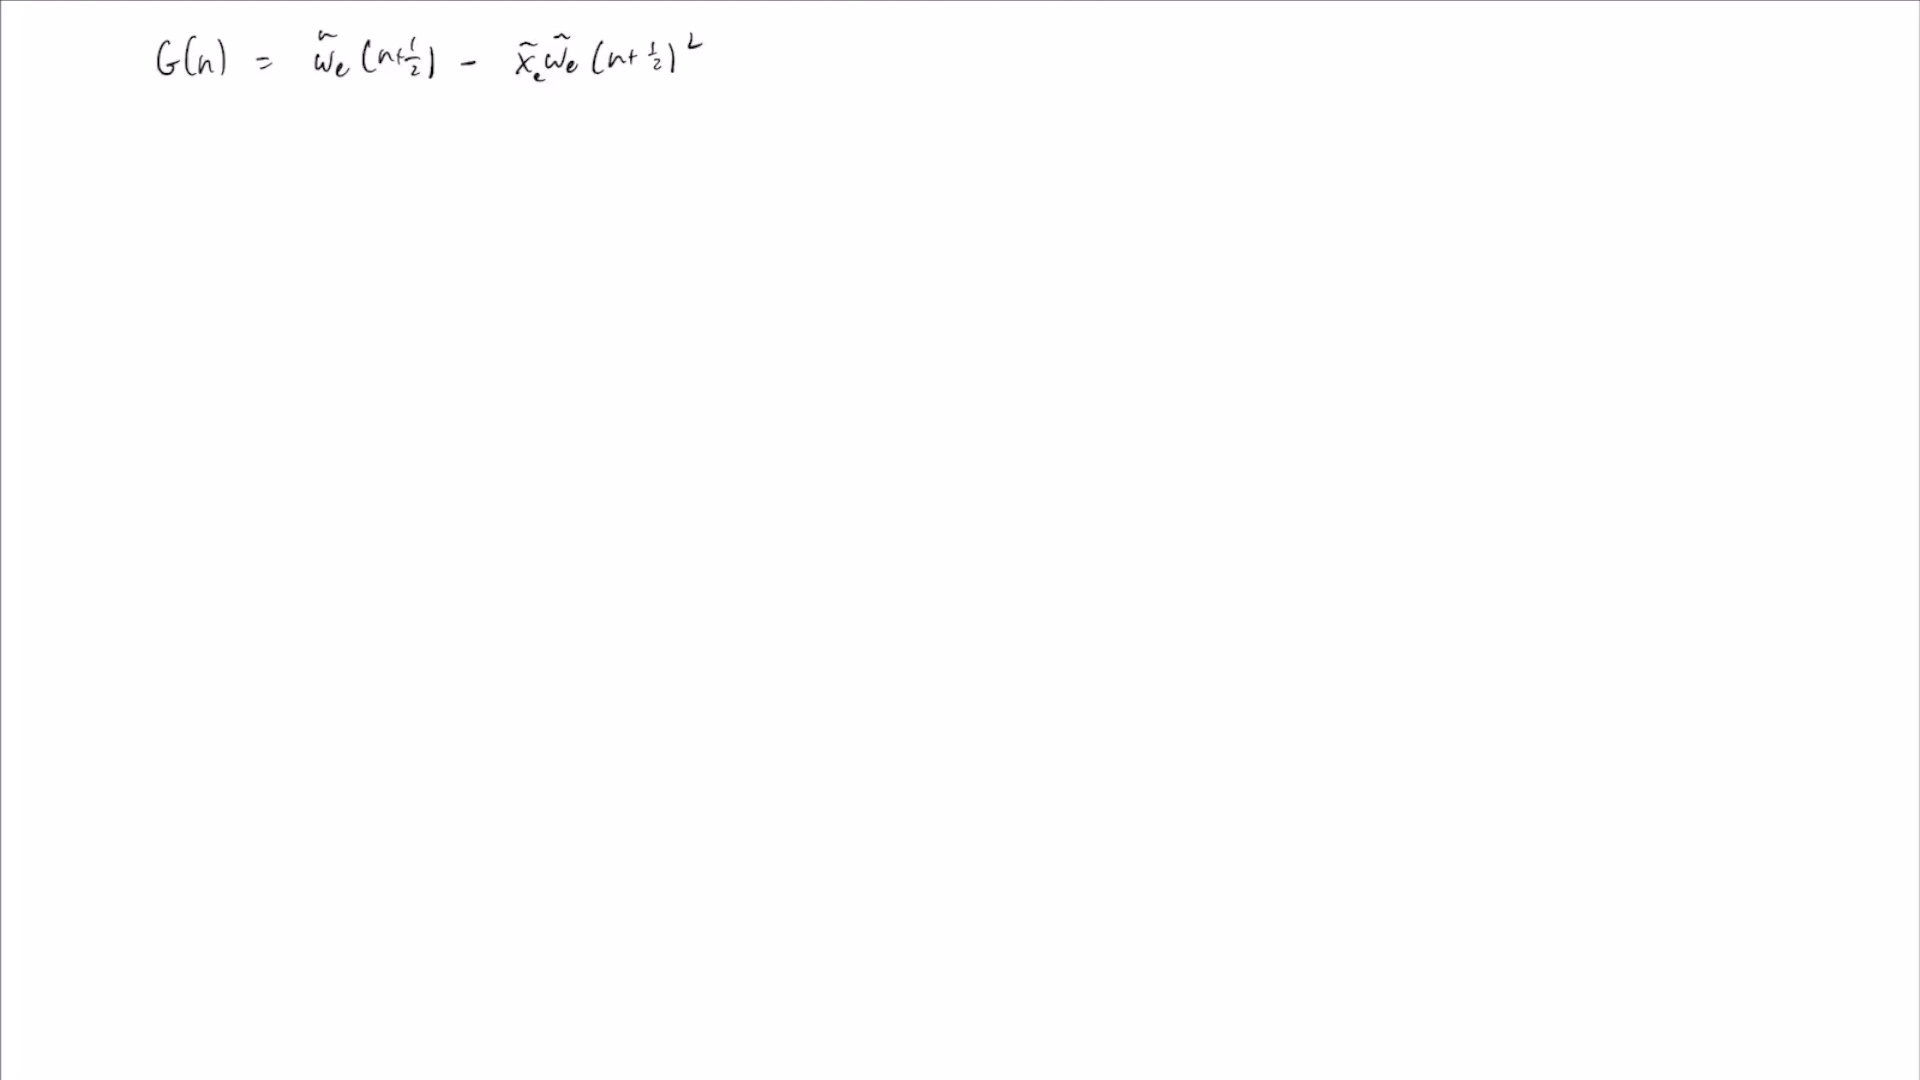 G(n) = ω̃e (n+½) - x̃e ω̃e (n+ ½)²